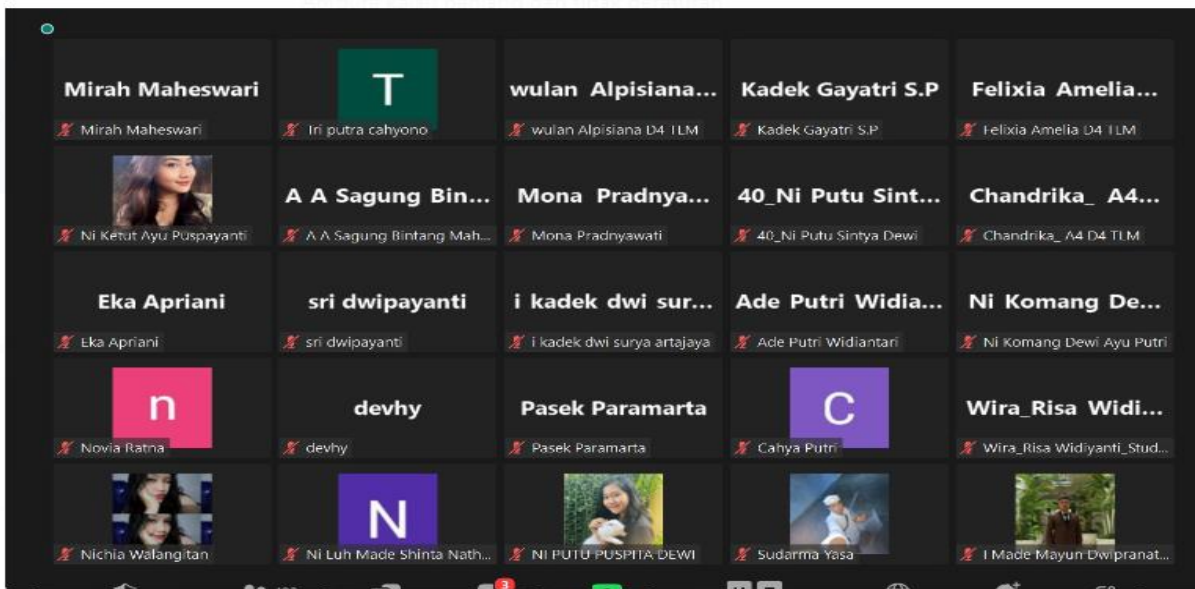 Mirah Maheswari
T
wulan Alpisiana...
Kadek Gayatri S.P
Felixia Amelia...
Mirah Maheswari
Tri putra cahyono
wulan Alpisiana D4 TLM
Kadek Gayatri S.P
Felixia Amelia D4 TLM
A A Sagung Bin...
Mona Pradnya...
40_Ni Putu Sint...
Chandrika_ A4...
Ni Ketut Ayu Puspayanti
A A Sagung Bintang Mah...
Mona Pradnyawati
40_Ni Putu Sintya Dewi
Chandrika_ A4 D4 TLM
Eka Apriani
sri dwipayanti
i kadek dwi sur...
Ade Putri Widia...
Ni Komang De...
Eka Apriani
sri dwipayanti
i kadek dwi surya artajaya
Ade Putri Widiantari
Ni Komang Dewi Ayu Putri
n
devhy
Pasek Paramarta
C
Wira_Risa Widi...
Novia Ratna
devhy
Pasek Paramarta
Cahya Putri
Wira_Risa Widiyanti_Stud...
N
Nichia Walangitan
Ni Luh Made Shinta Nath...
NI PUTU PUSPITA DEWI
Sudarma Yasa
I Made Mayun Dwipranat...
3